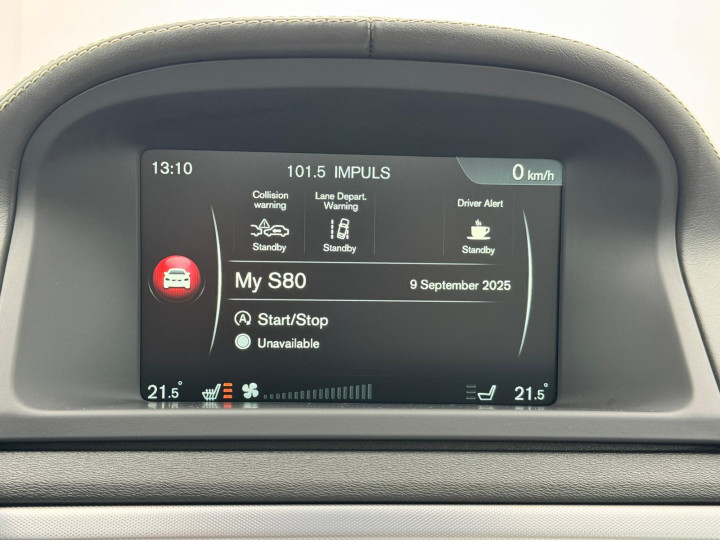 13:10
101.5 IMPULS
0 km/h
Collision
warning
Standby
Lane Depart.
Warning
Standby
Driver Alert
Standby
My S80
9 September 2025
A Start/Stop
Unavailable
21.5°
21.5°